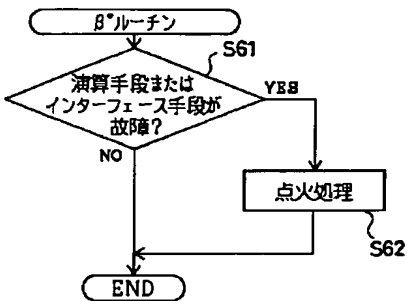 β*ルーチン
S61
演算手段または
インターフェース手段が
故障?
YES
NO
点火処理
S62
END